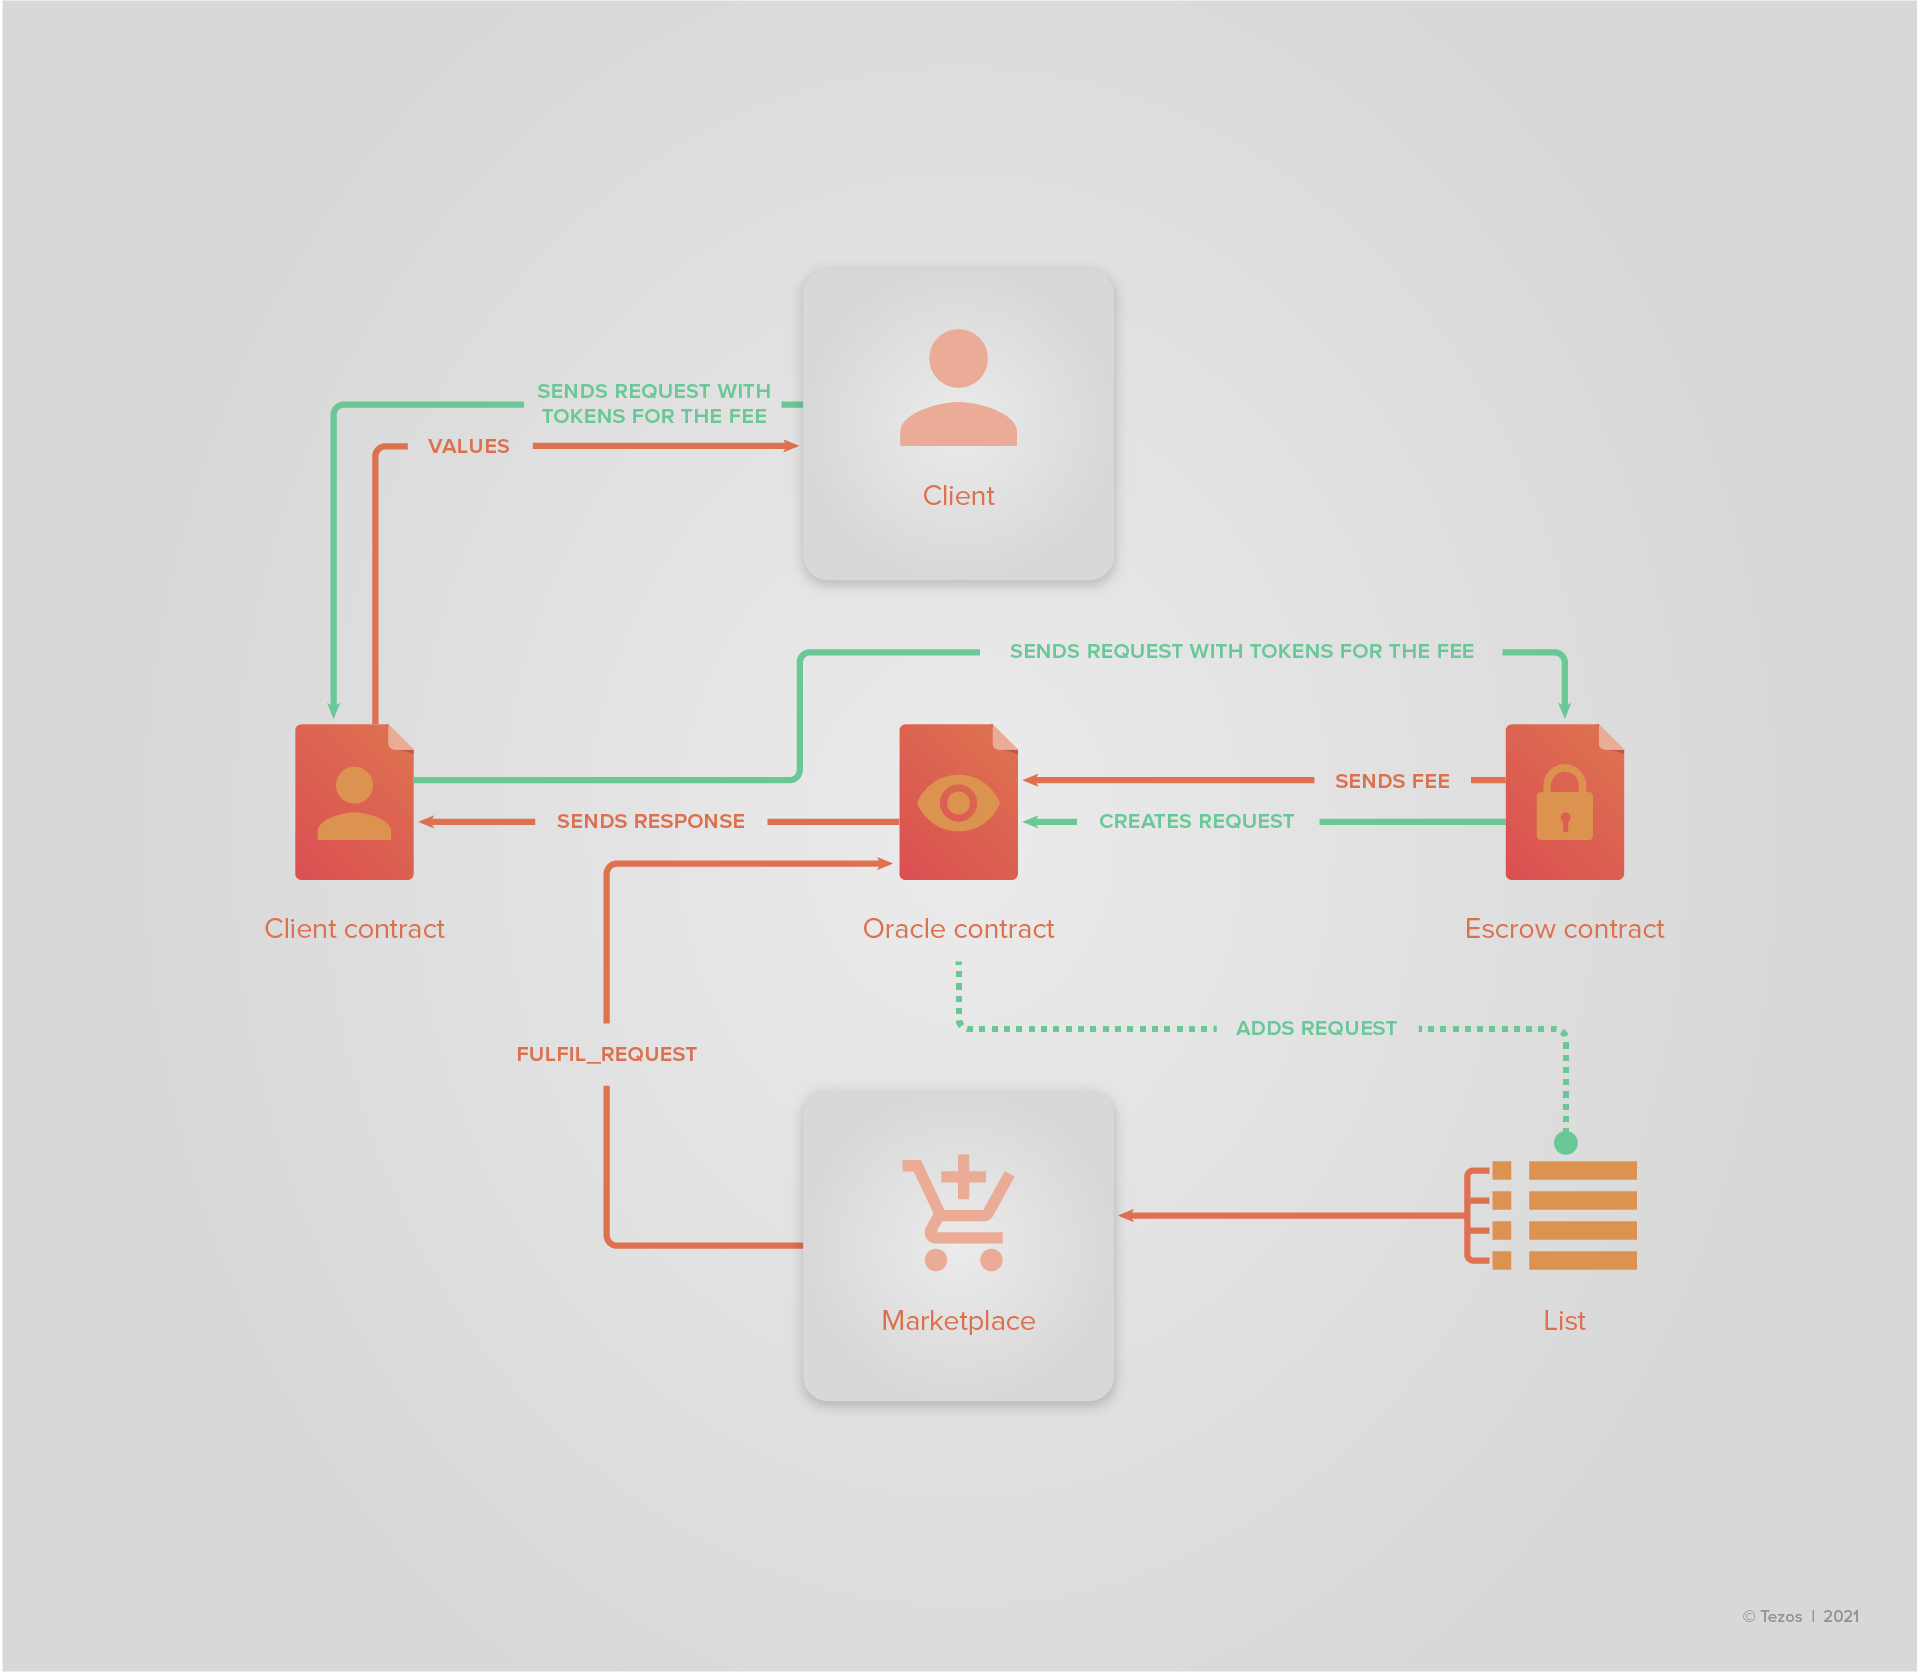 SENDS REQUEST WITH
TOKENS FOR THE FEE
VALUES
Client
SENDS REQUEST WITH TOKENS FOR THE FEE
SENDS FEE
SENDS RESPONSE
CREATES REQUEST
Client contract
Oracle contract
Escrow contract
ADDS REQUEST
FULFIL_REQUEST
Marketplace
List
© Tezos | 2021